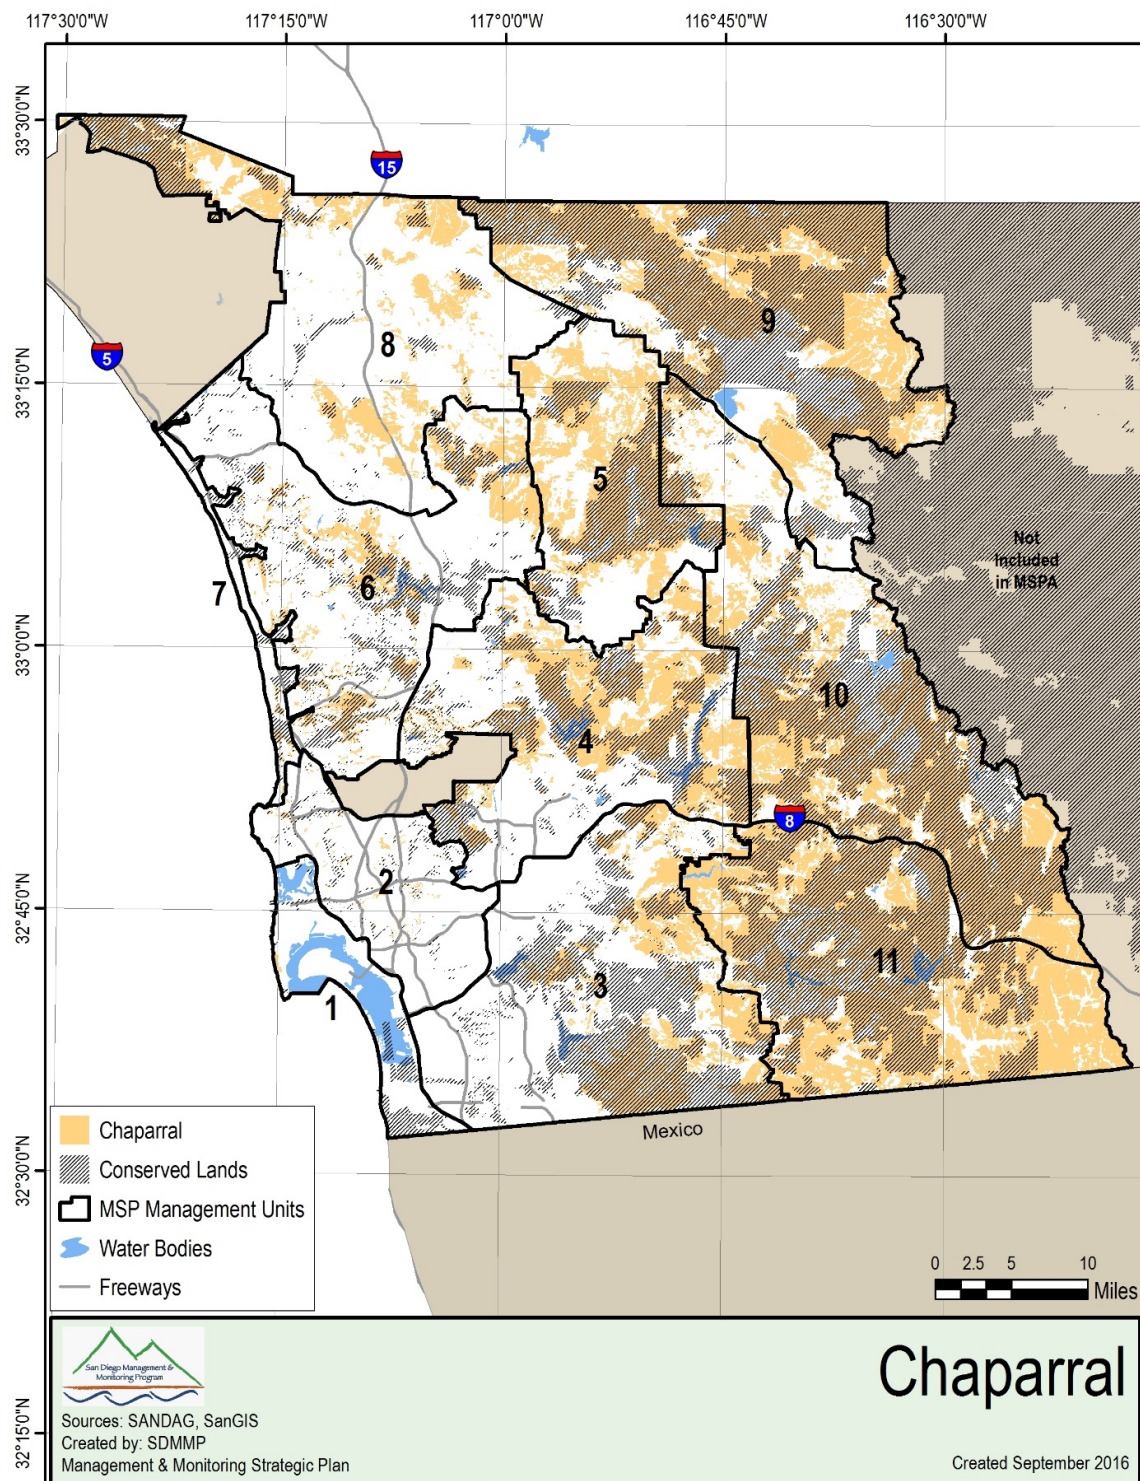 117°30'0"W
117°15'0"W
117°0'0"W
116°45'0"W
116°30'0"W
33°30'0"N
33°15'0"N
33°0'0"N
32°45'0"N
32°30'0"N
32°15'0"N
15
5
8
9
5
7
6
Not
Included
in MSPA
10
4
8
2
11
3
1
Mexico
Chaparral
Conserved Lands
MSP Management Units
Water Bodies
Freeways
0 2.5 5 10
Miles
San Diego Management &
Monitoring Program
Chaparral
Sources: SANDAG, SanGIS
Created by: SDMMP
Management & Monitoring Strategic Plan
Created September 2016